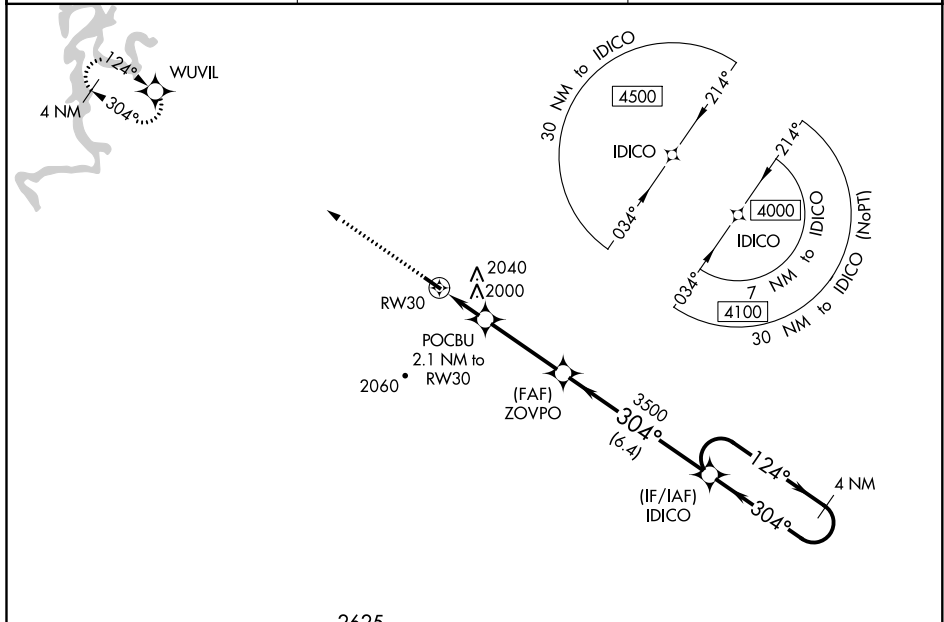 WUVIL
124°
304°
4 NM
30 NM to IDICO
4500
214°
IDICO
034°
214°
4000
IDICO
034°
7 NM to IDICO
4100
30 NM to IDICO (NoPT)
2040
2000
RW30
POCBU
2.1 NM to
RW30
2060
(FAF)
ZOVPO
3500
304°
(6.4)
124°
4 NM
304°
(IF/IAF)
IDICO
2625